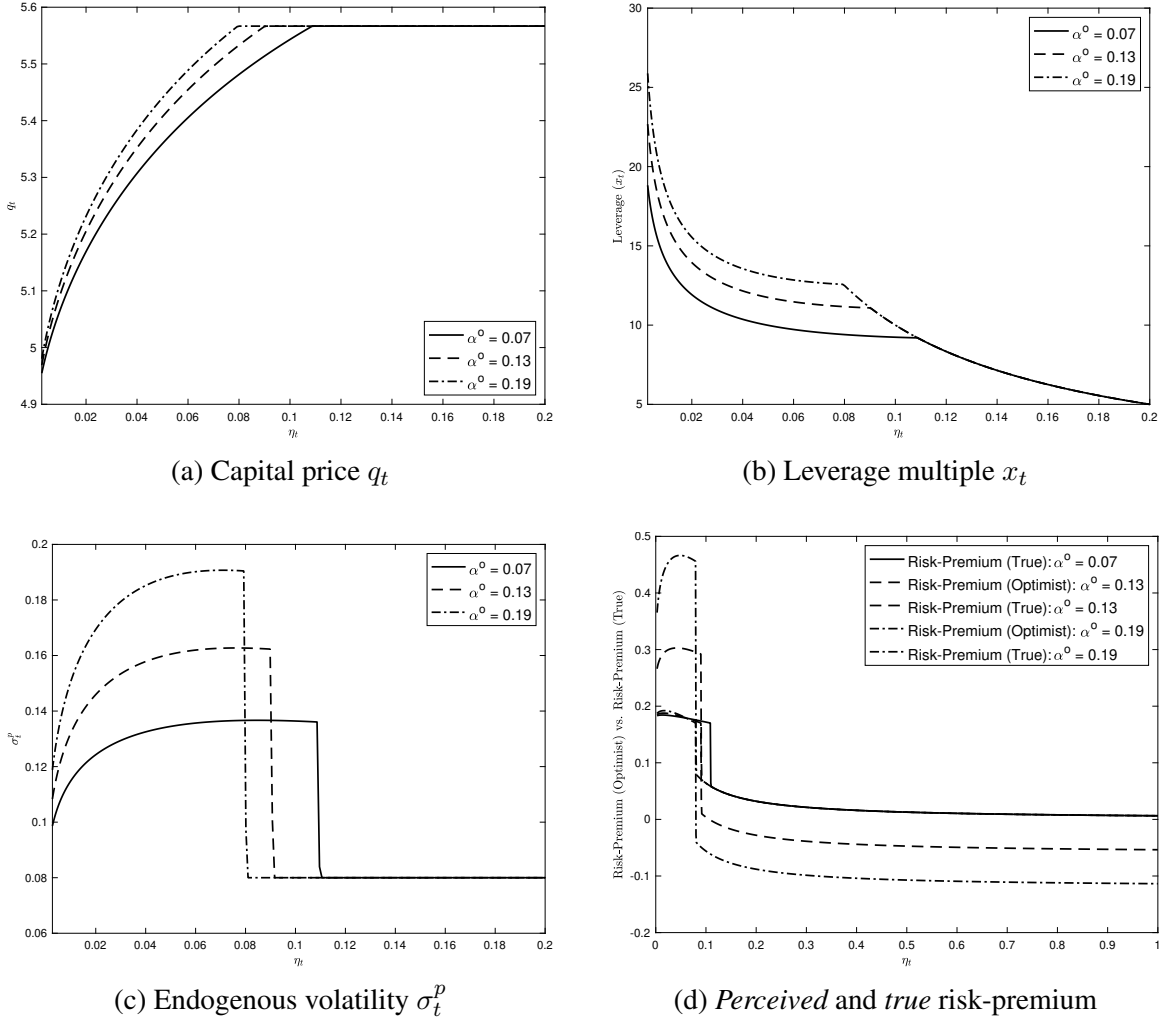 5.6
5.5
5.4
5.3
5.2
5.1
5
4.9
q_t
0.02 0.04 0.06 0.08 0.1 0.12 0.14 0.16 0.18 0.2
η_t
α^o = 0.07
α^o = 0.13
α^o = 0.19
(a) Capital price q_t
30
25
20
15
10
5
Leverage (x_t)
0.02 0.04 0.06 0.08 0.1 0.12 0.14 0.16 0.18 0.2
η_t
α^o = 0.07
α^o = 0.13
α^o = 0.19
(b) Leverage multiple x_t
0.2
0.18
0.16
0.14
0.12
0.1
0.08
0.06
σ_t^p
0.02 0.04 0.06 0.08 0.1 0.12 0.14 0.16 0.18 0.2
η_t
α^o = 0.07
α^o = 0.13
α^o = 0.19
(c) Endogenous volatility σ_t^p
0.5
0.4
0.3
0.2
0.1
0
-0.1
-0.2
Risk-Premium (Optimist) vs. Risk-Premium (True)
0 0.1 0.2 0.3 0.4 0.5 0.6 0.7 0.8 0.9 1
η_t
Risk-Premium (True): α^o = 0.07
Risk-Premium (Optimist): α^o = 0.13
Risk-Premium (True): α^o = 0.13
Risk-Premium (Optimist): α^o = 0.19
Risk-Premium (True): α^o = 0.19
(d) Perceived and true risk-premium